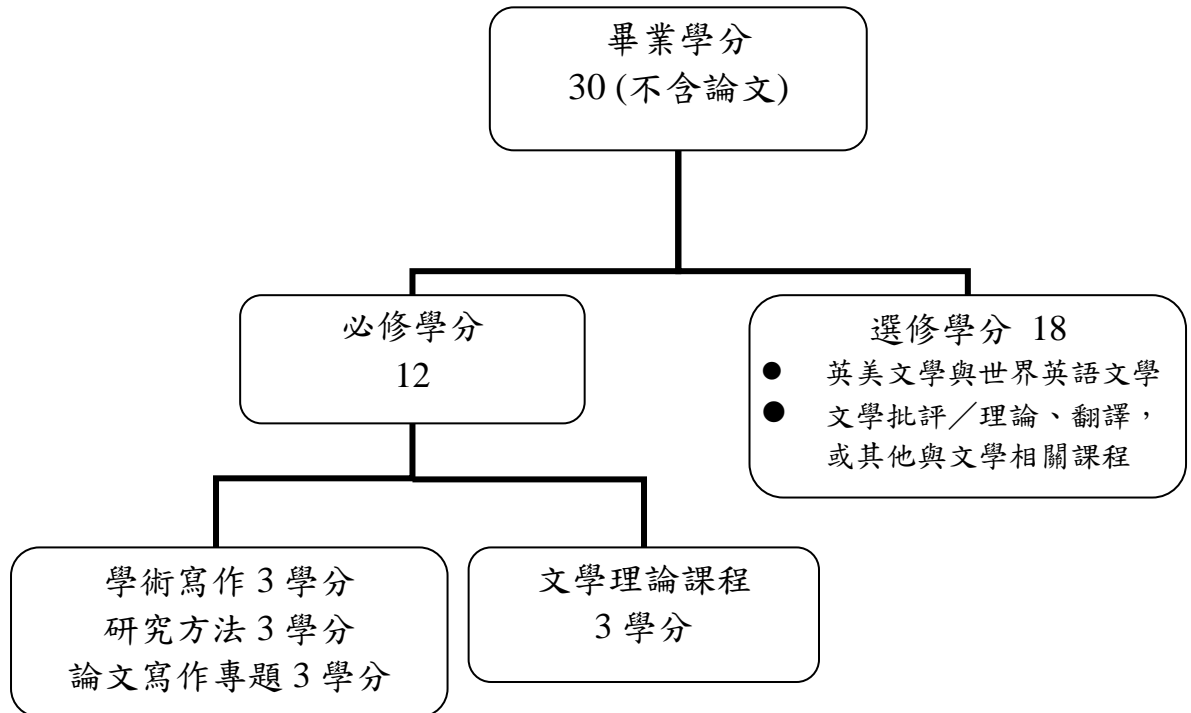 畢業學分
30 (不含論文)
必修學分
12
選修學分 18
● 英美文學與世界英語文學
● 文學批評／理論、翻譯，
或其他與文學相關課程
學術寫作 3 學分
研究方法 3 學分
論文寫作專題 3 學分
文學理論課程
3 學分